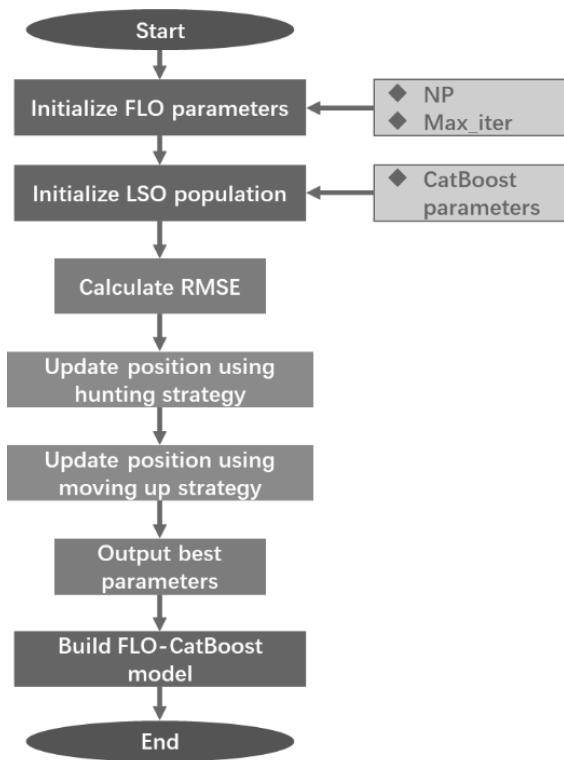 Start
Initialize FLO parameters
◆ NP
◆ Max_iter
Initialize LSO population
◆ CatBoost
parameters
Calculate RMSE
Update position using
hunting strategy
Update position using
moving up strategy
Output best
parameters
Build FLO-CatBoost
model
End